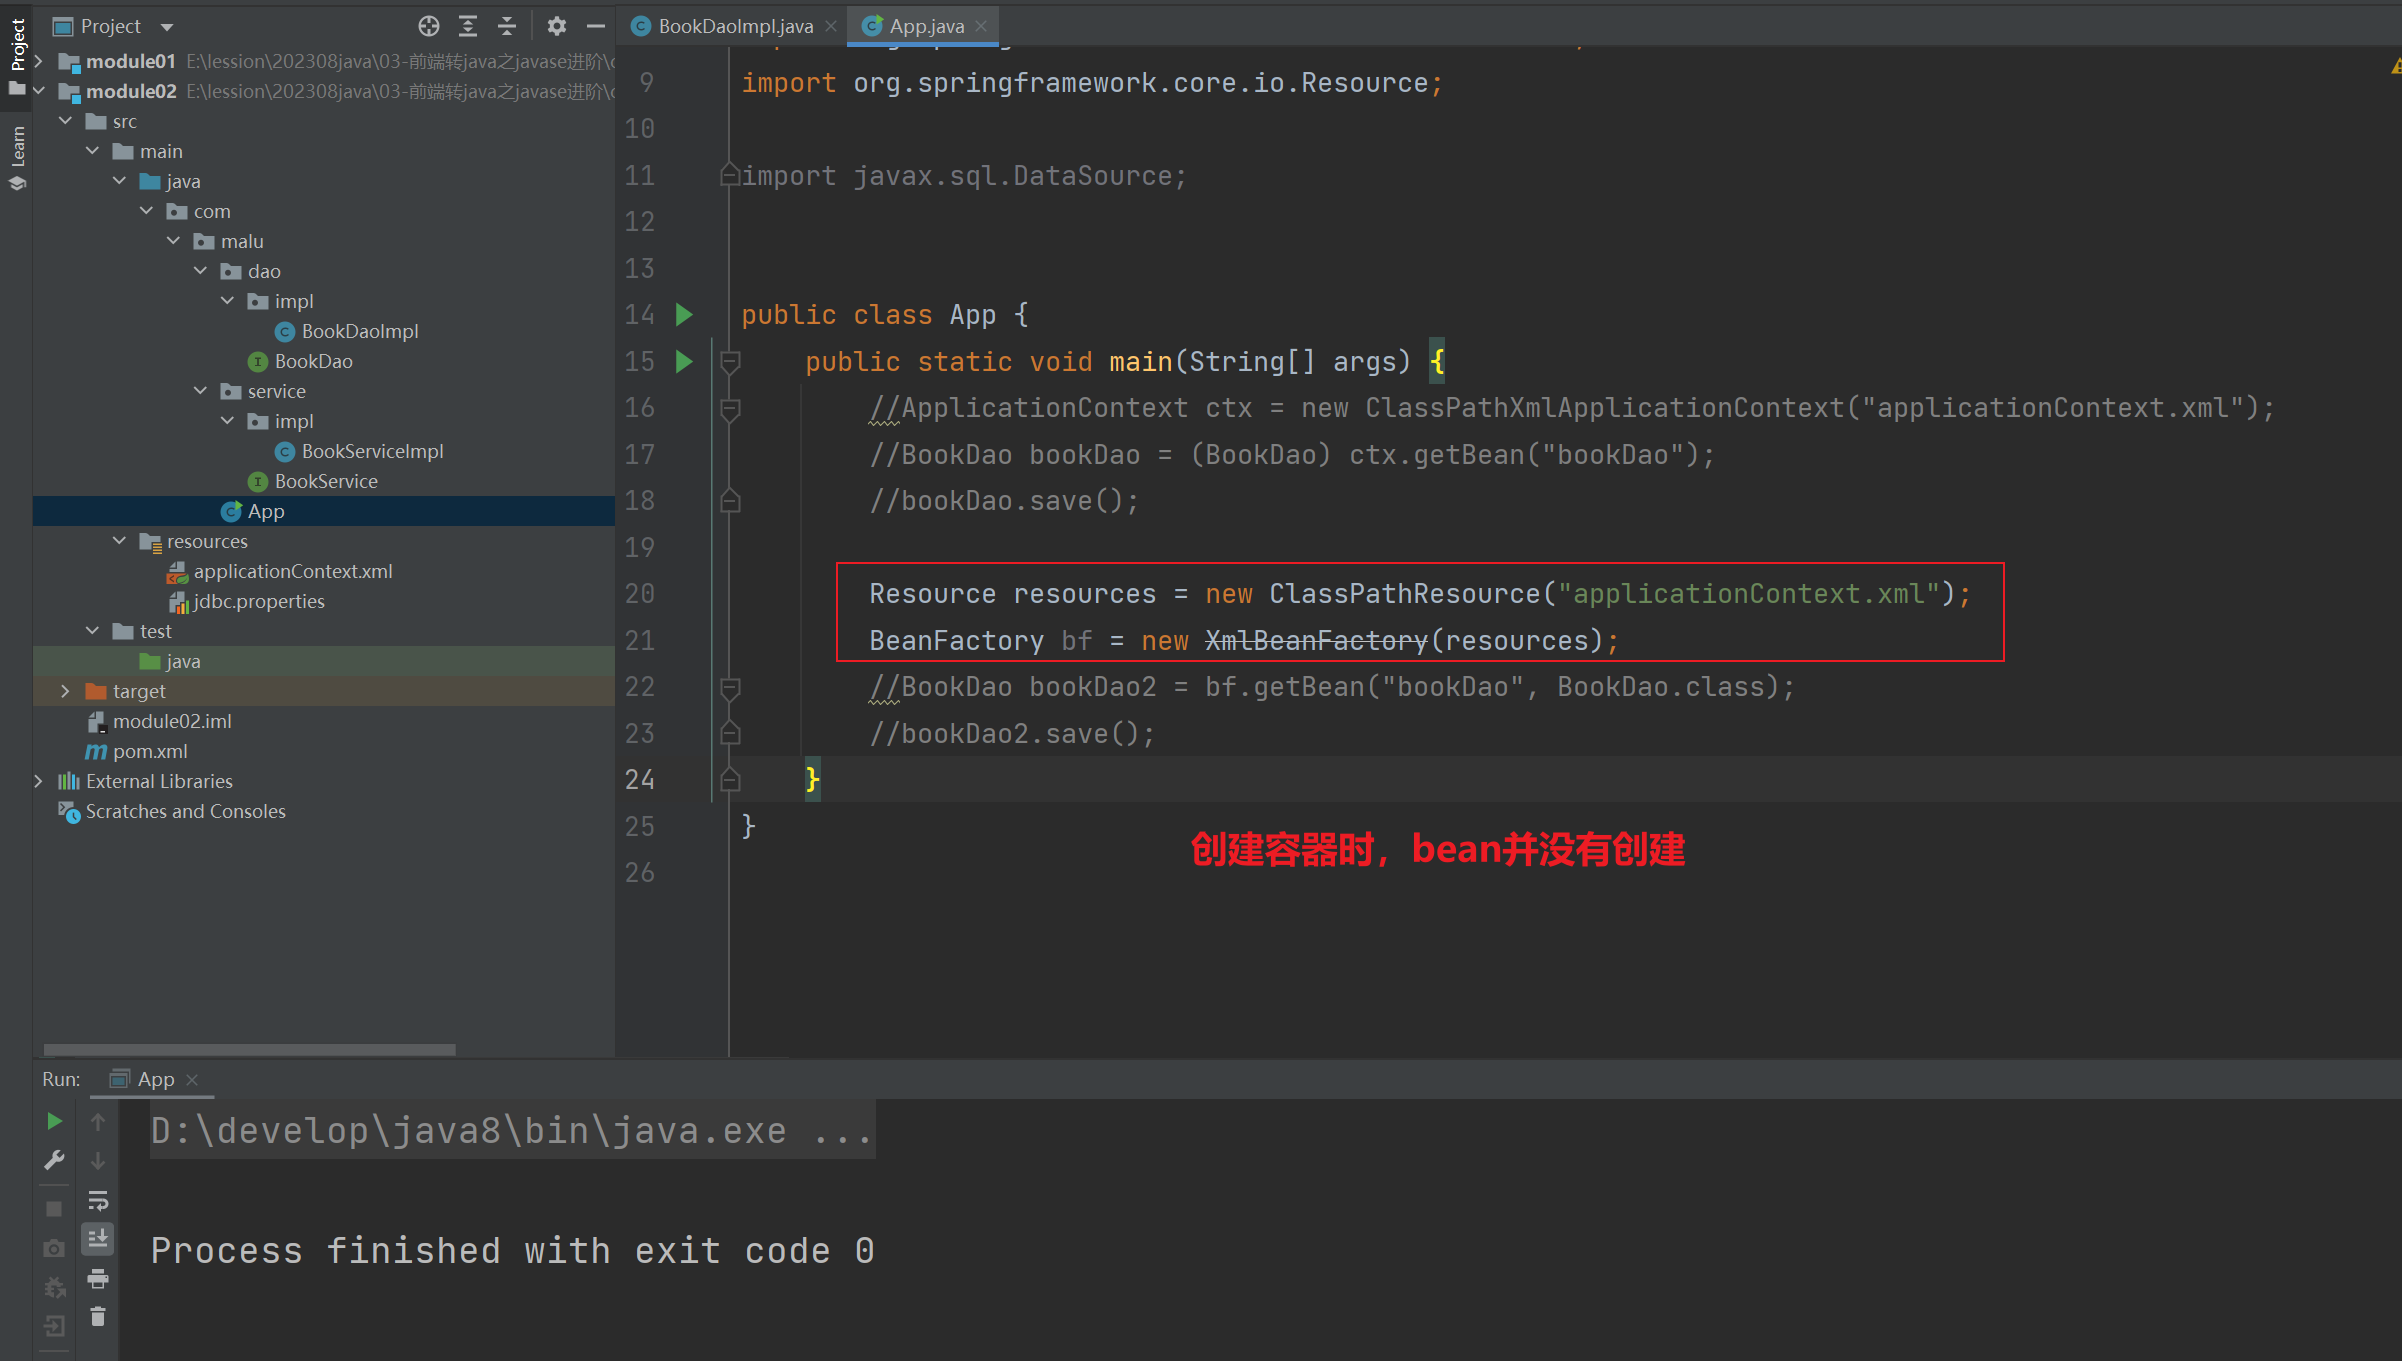 Project
BookDaoImpl.java
App.java
Project
Learn
module01 E:\lession\202308java\03-前端转java之javase进阶\c
module02 E:\lession\202308java\03-前端转java之javase进阶\c
src
main
java
com
malu
dao
impl
BookDaoImpl
BookDao
service
impl
BookServiceImpl
BookService
App
resources
applicationContext.xml
jdbc.properties
test
java
target
module02.iml
pom.xml
External Libraries
Scratches and Consoles
9 import org.springframework.core.io.Resource;
10
11 import javax.sql.DataSource;
12
13
14 public class App {
15 public static void main(String[] args) {
16 //ApplicationContext ctx = new ClassPathXmlApplicationContext("applicationContext.xml");
17 //BookDao bookDao = (BookDao) ctx.getBean("bookDao");
18 //bookDao.save();
19
20 Resource resources = new ClassPathResource("applicationContext.xml");
21 BeanFactory bf = new XmlBeanFactory(resources);
22 //BookDao bookDao2 = bf.getBean("bookDao", BookDao.class);
23 //bookDao2.save();
24 }
25 }
26
创建容器时，bean并没有创建
Run: App
D:\develop\java8\bin\java.exe ...
Process finished with exit code 0